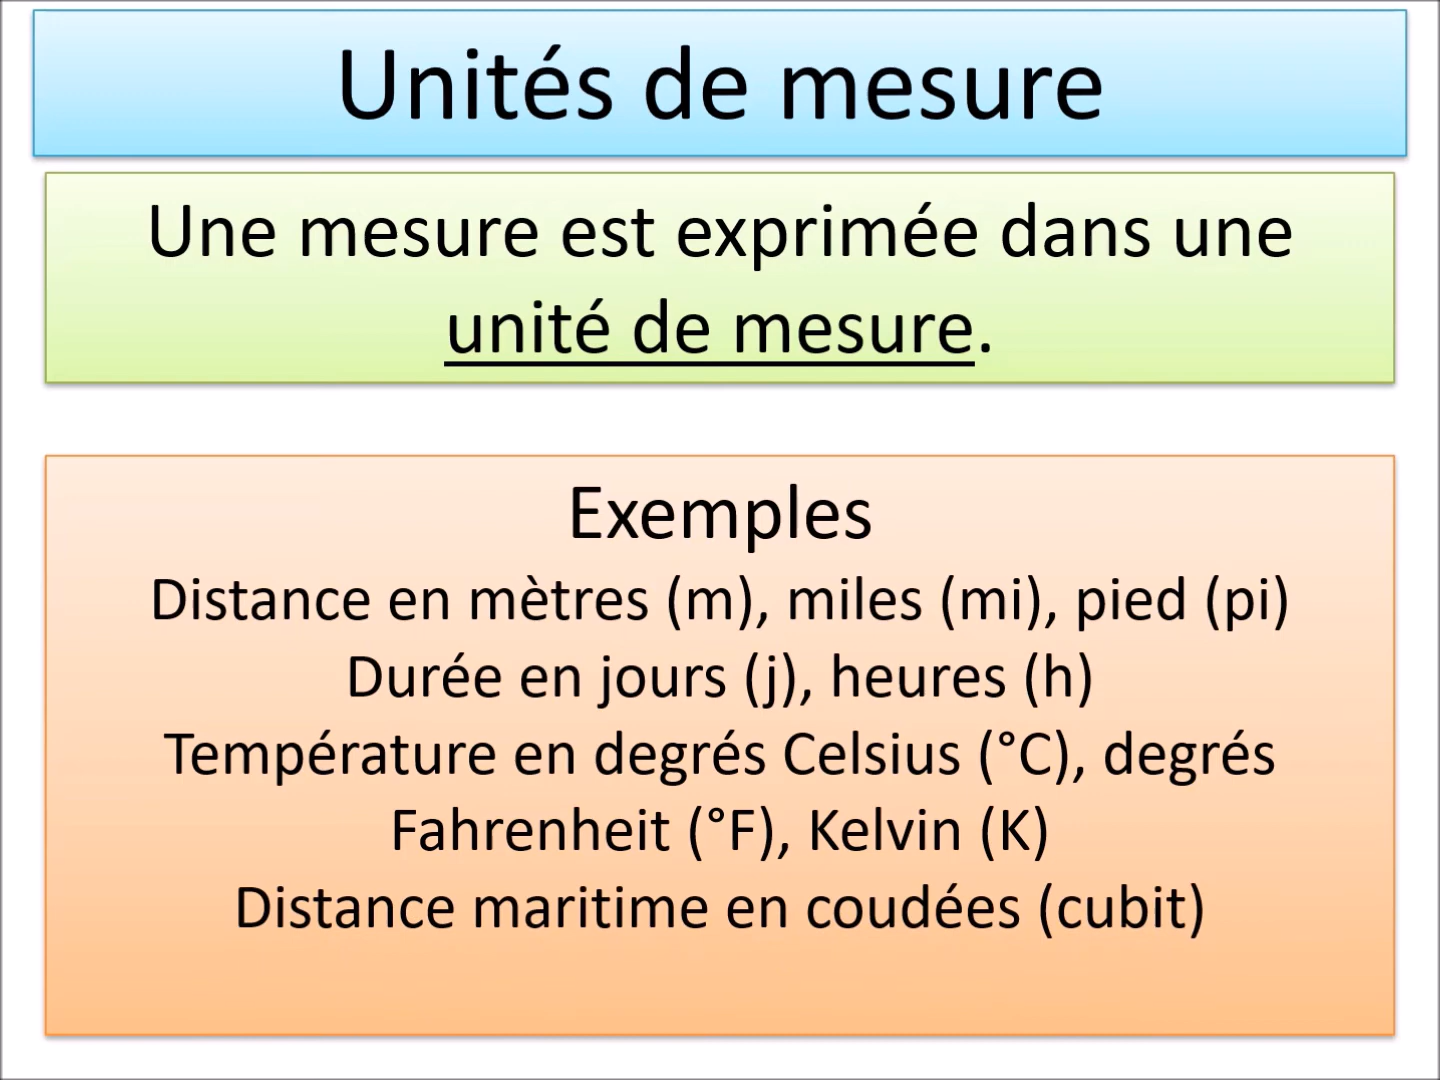 Unités de mesure
Une mesure est exprimée dans une
unité de mesure.
Exemples
Distance en mètres (m), miles (mi), pied (pi)
Durée en jours (j), heures (h)
Température en degrés Celsius (°C), degrés
Fahrenheit (°F), Kelvin (K)
Distance maritime en coudées (cubit)